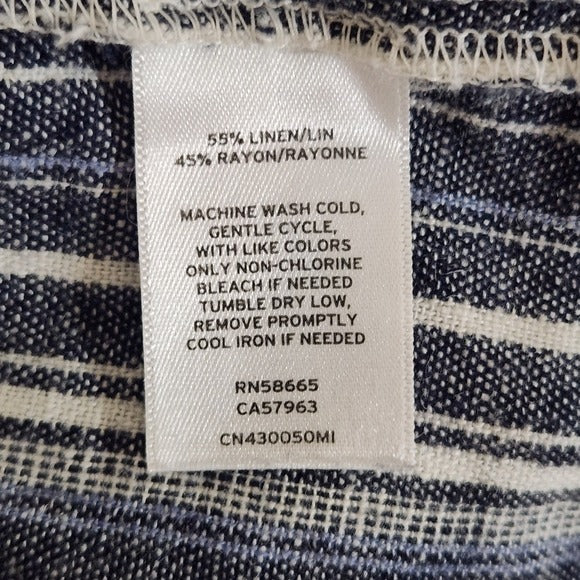 55% LINEN/LIN
45% RAYON/RAYONNE
MACHINE WASH COLD,
GENTLE CYCLE,
WITH LIKE COLORS
ONLY NON-CHLORINE
BLEACH IF NEEDED
TUMBLE DRY LOW,
REMOVE PROMPTLY
COOL IRON IF NEEDED
RN58665
CA57963
CN430050MI